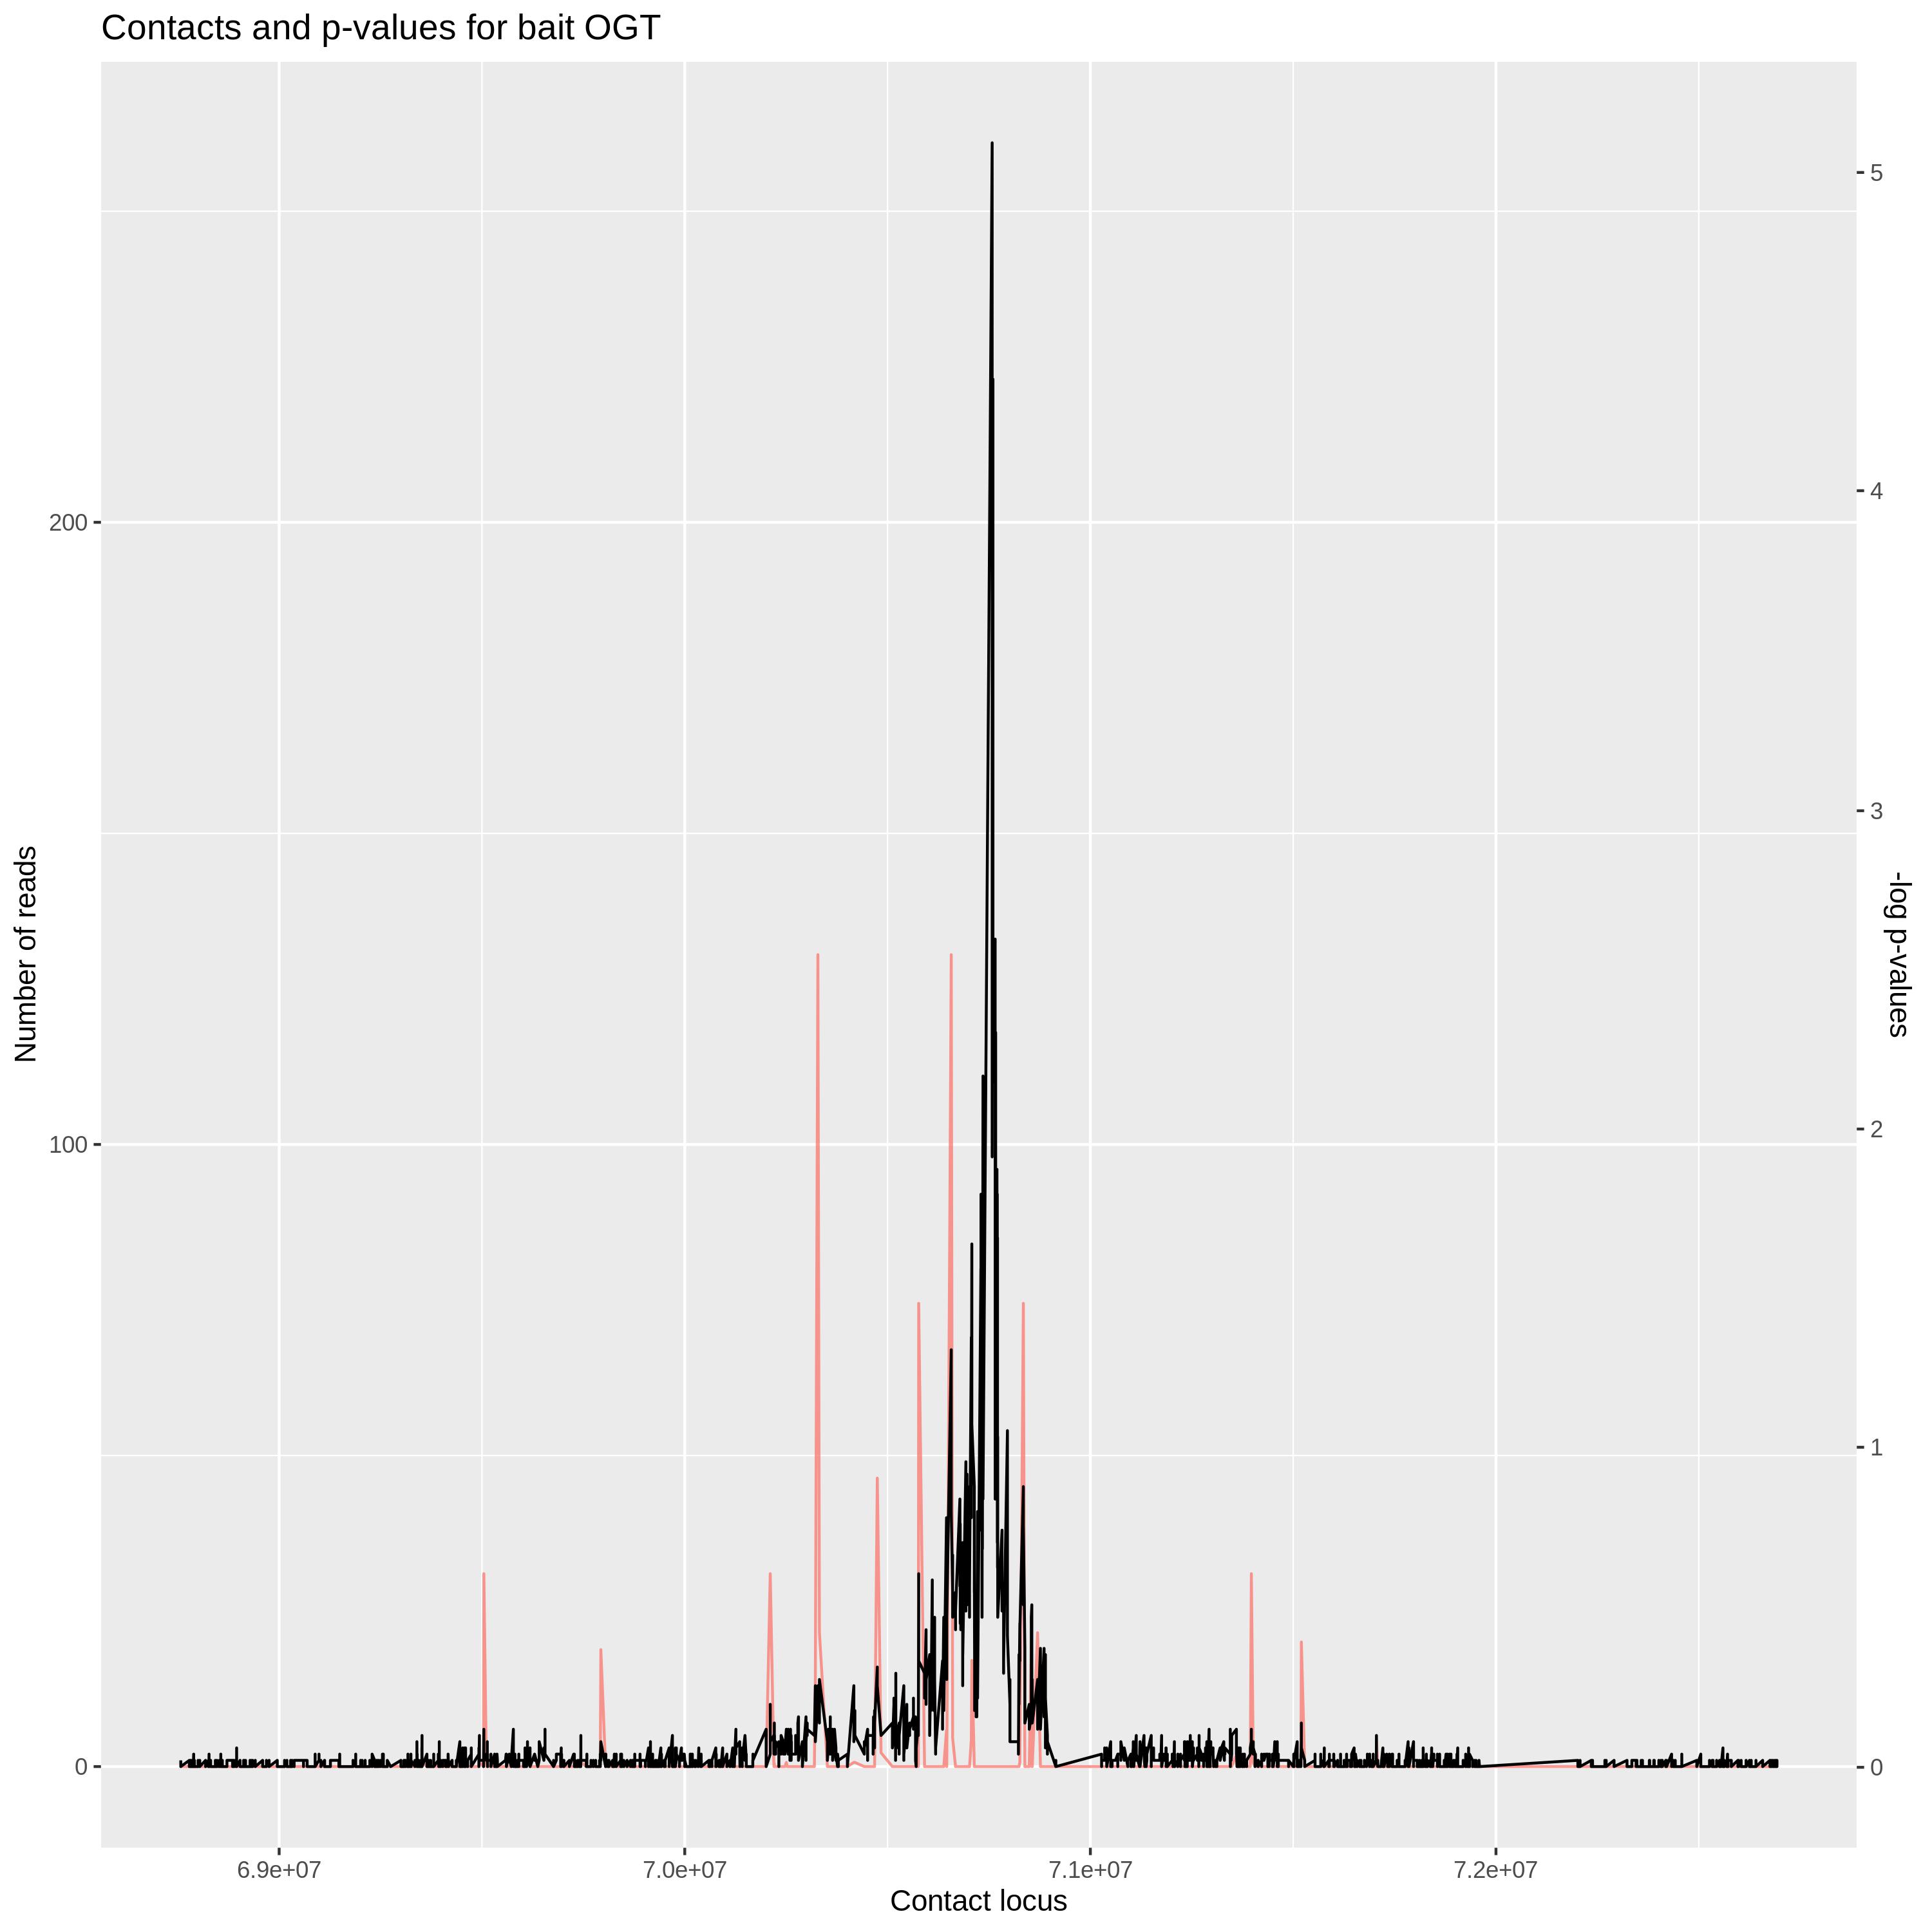 Contacts and p-values for bait OGT
Number of reads
200
100
0
5
4
3
2
1
0
-log p-values
6.9e+07
7.0e+07
7.1e+07
7.2e+07
Contact locus